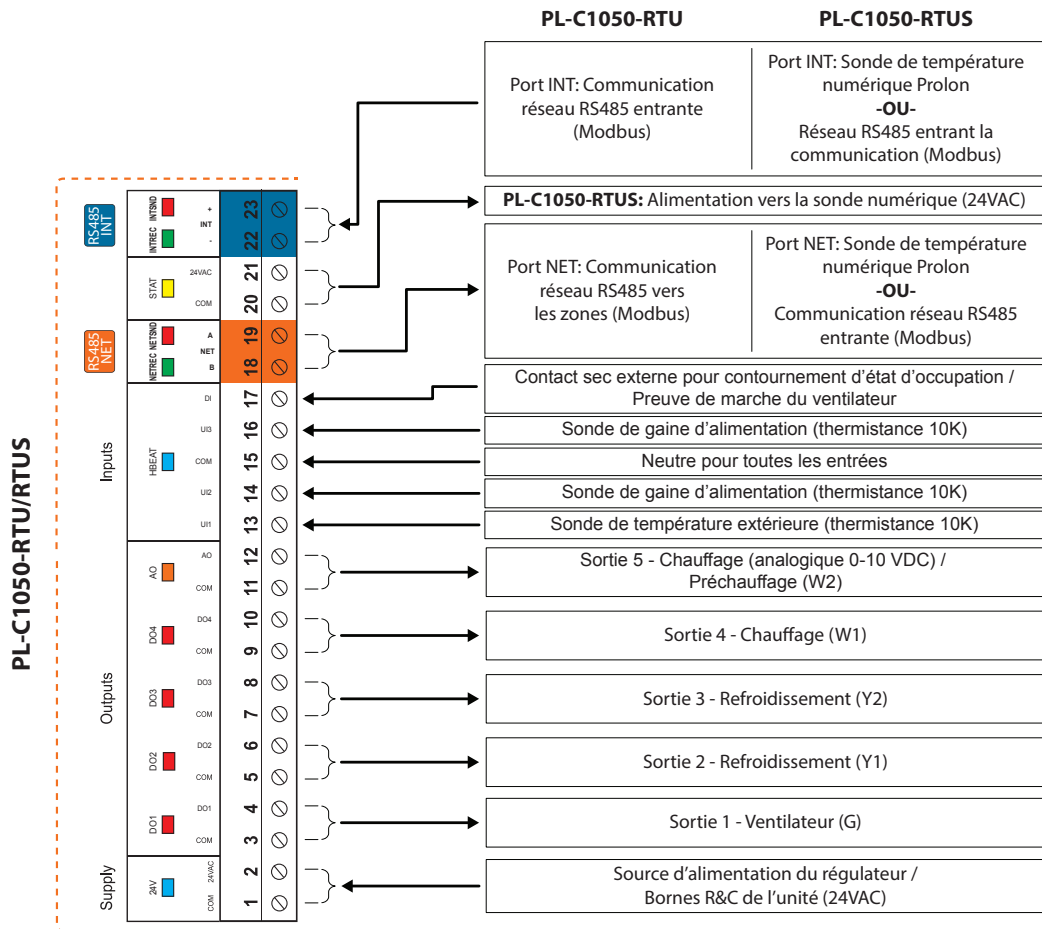 PL-C1050-RTU
PL-C1050-RTUS
Port INT: Communication
réseau RS485 entrante
(Modbus)
Port INT: Sonde de température
numérique Prolon
-OU-
Réseau RS485 entrant la
communication (Modbus)
PL-C1050-RTUS: Alimentation vers la sonde numérique (24VAC)
Port NET: Communication
réseau RS485 vers
les zones (Modbus)
Port NET: Sonde de température
numérique Prolon
-OU-
Communication réseau RS485
entrante (Modbus)
Contact sec externe pour contournement d'état d'occupation /
Preuve de marche du ventilateur
Sonde de gaine d'alimentation (thermistance 10K)
Neutre pour toutes les entrées
Sonde de gaine d'alimentation (thermistance 10K)
Sonde de température extérieure (thermistance 10K)
Sortie 5 - Chauffage (analogique 0-10 VDC) /
Préchauffage (W2)
Sortie 4 - Chauffage (W1)
Sortie 3 - Refroidissement (Y2)
Sortie 2 - Refroidissement (Y1)
Sortie 1 - Ventilateur (G)
Source d'alimentation du régulateur /
Bornes R&C de l'unité (24VAC)
PL-C1050-RTU/RTUS
RS485
INT
RS485
NET
Inputs
Outputs
Supply
INTREC INTSND
STAT
NETREC NETSND
HBEAT
AO
DO4
DO3
DO2
DO1
24V
+
INT
-
24VAC
COM
A
NET
B
DI
UI3
COM
UI2
UI1
AO
COM
DO4
COM
DO3
COM
DO2
COM
DO1
COM
24VAC
COM
23
22
21
20
19
18
17
16
15
14
13
12
11
10
9
8
7
6
5
4
3
2
1